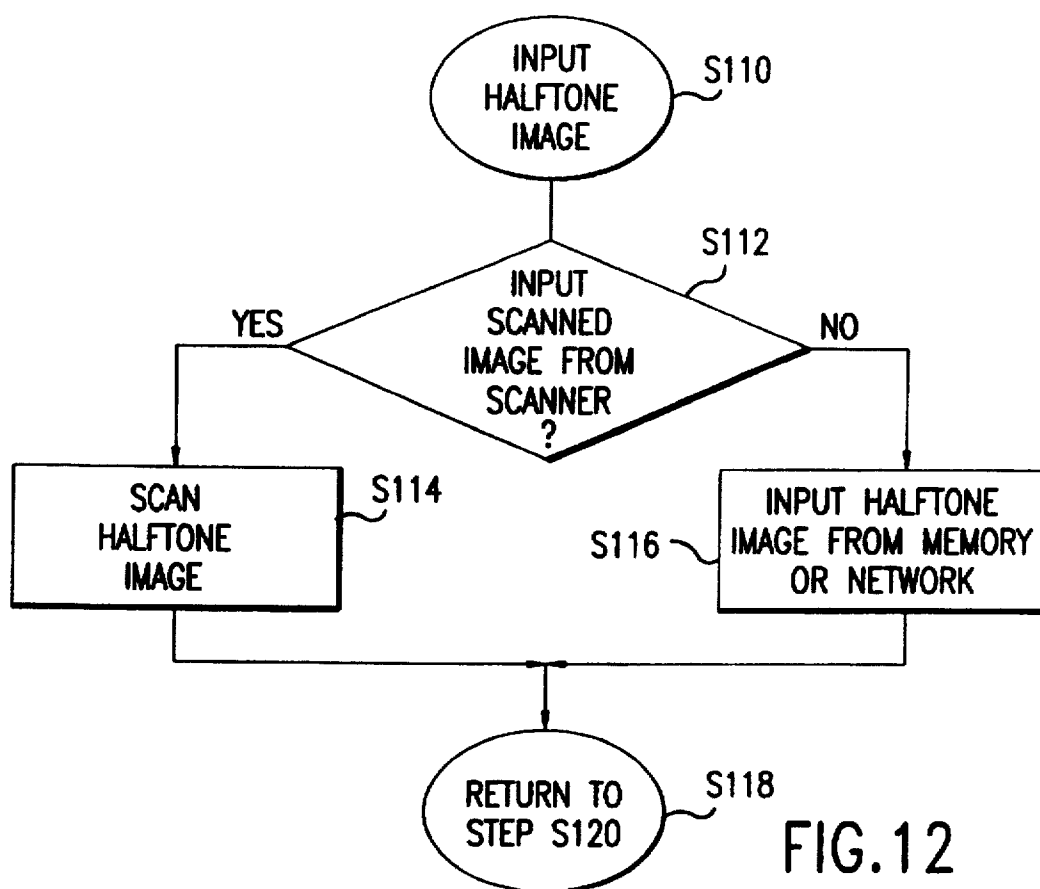 INPUT
HALFTONE
IMAGE
S110
INPUT
SCANNED
IMAGE FROM
SCANNER
?
S112
YES
NO
SCAN
HALFTONE
IMAGE
S114
S116
INPUT HALFTONE
IMAGE FROM MEMORY
OR NETWORK
RETURN TO
STEP S120
S118
FIG.12